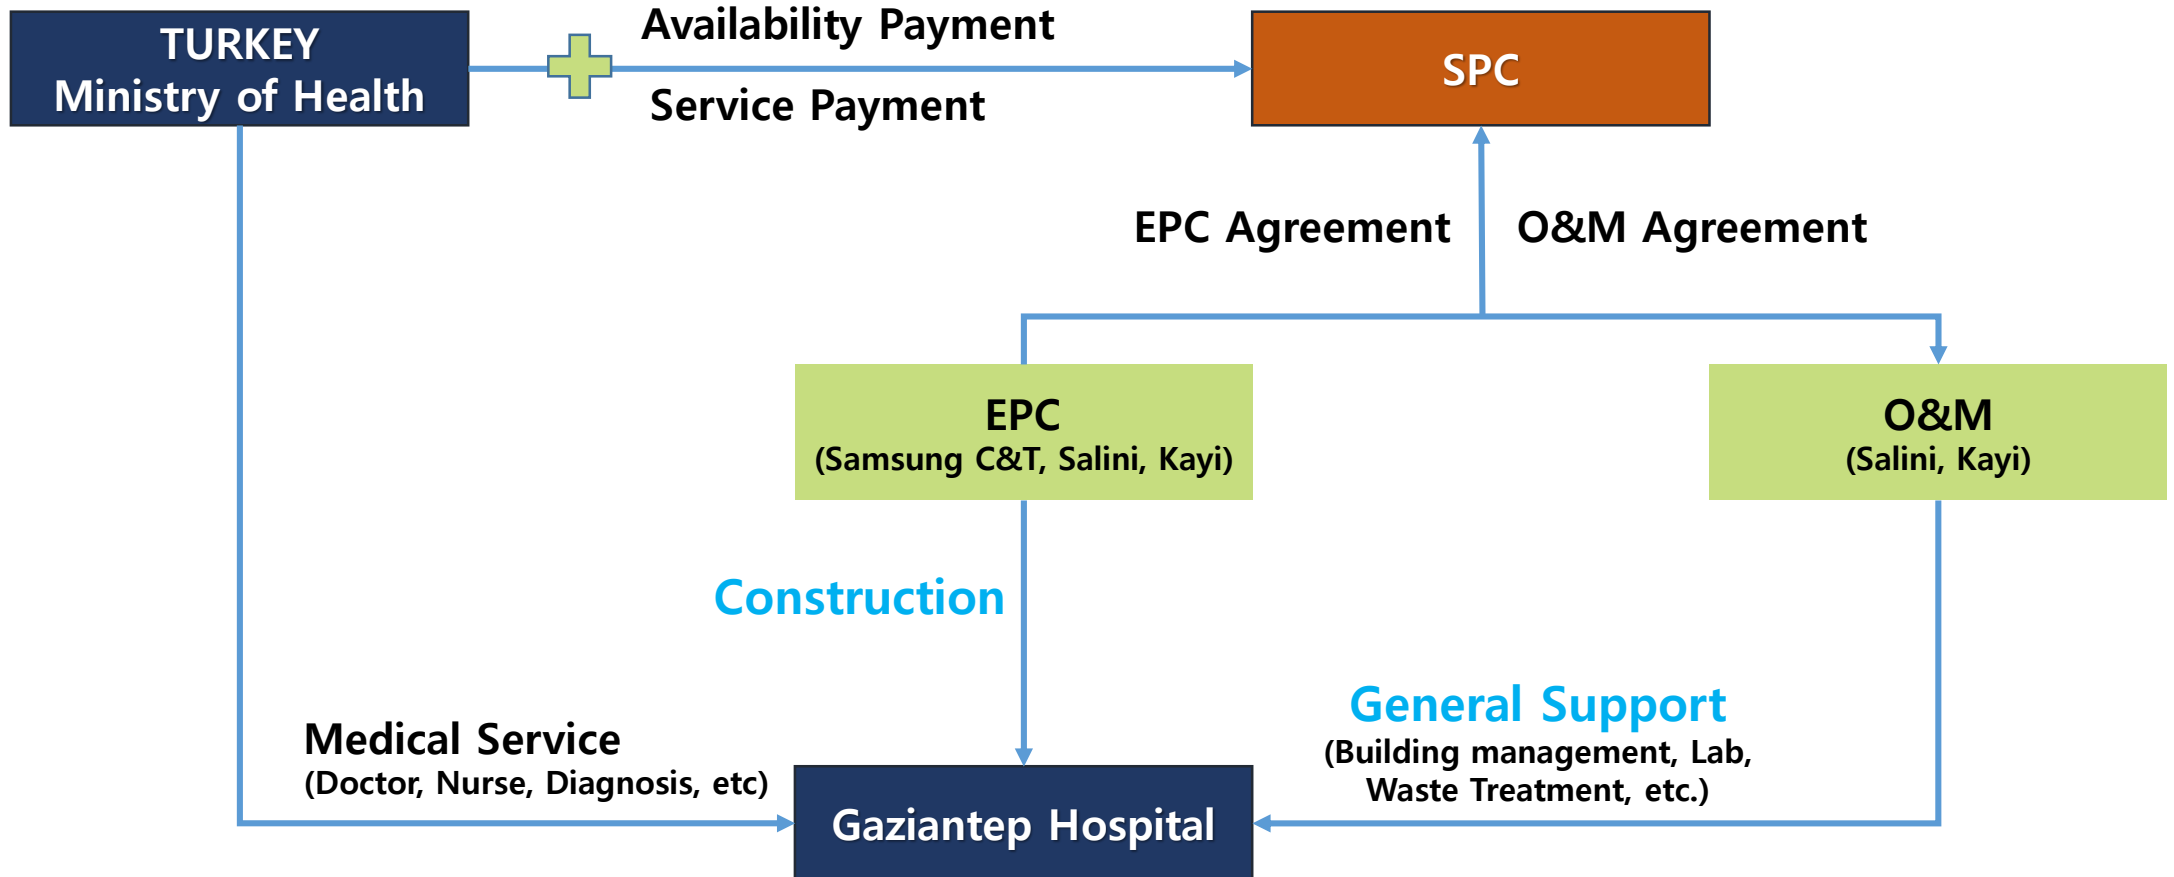 TURKEY
Ministry of Health
Availability Payment
Service Payment
SPC
EPC Agreement
O&M Agreement
EPC
(Samsung C&T, Salini, Kayi)
O&M
(Salini, Kayi)
Construction
General Support
(Building management, Lab,
Waste Treatment, etc.)
Medical Service
(Doctor, Nurse, Diagnosis, etc)
Gaziantep Hospital